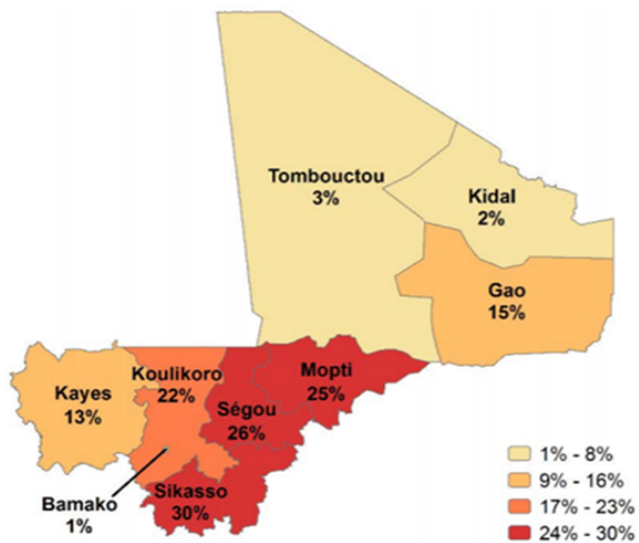 Tombouctou
3%
Kidal
2%
Gao
15%
Mopti
25%
Koulikoro
22%
Kayes
13%
Ségou
26%
Bamako
1%
Sikasso
30%
1% - 8%
9% - 16%
17% - 23%
24% - 30%